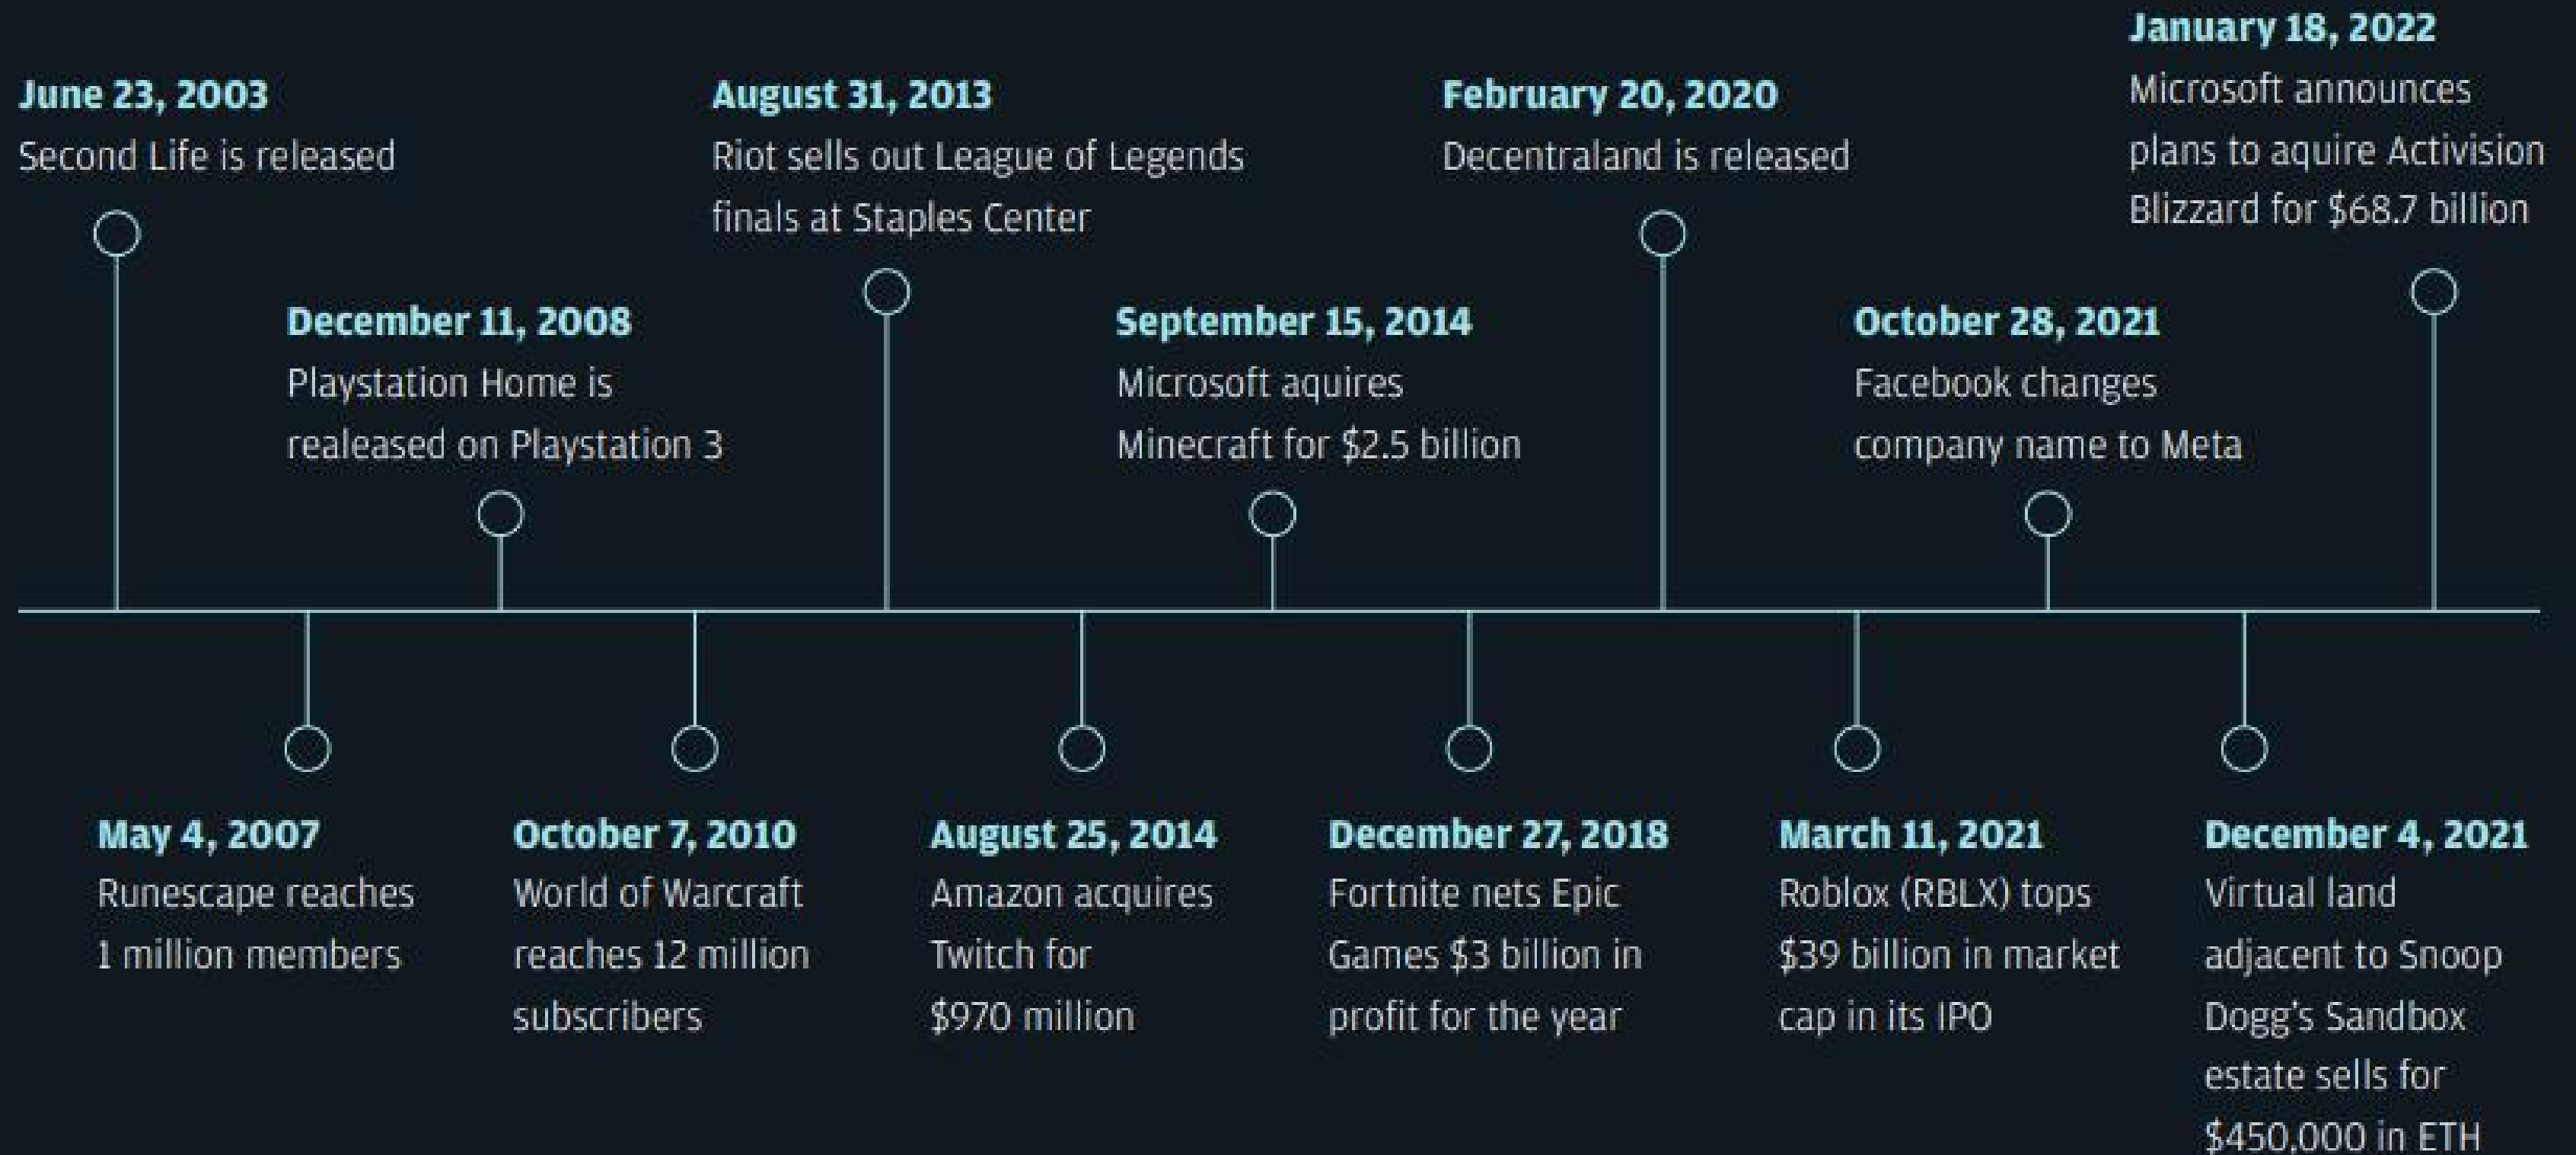 June 23, 2003
Second Life is released
May 4, 2007
Runescape reaches
1 million members
December 11, 2008
Playstation Home is
realeased on Playstation 3
October 7, 2010
World of Warcraft
reaches 12 million
subscribers
August 31, 2013
Riot sells out League of Legends
finals at Staples Center
August 25, 2014
Amazon acquires
Twitch for
$970 million
September 15, 2014
Microsoft aquires
Minecraft for $2.5 billion
December 27, 2018
Fortnite nets Epic
Games $3 billion in
profit for the year
February 20, 2020
Decentraland is released
March 11, 2021
Roblox (RBLX) tops
$39 billion in market
cap in its IPO
October 28, 2021
Facebook changes
company name to Meta
December 4, 2021
Virtual land
adjacent to Snoop
Dogg's Sandbox
estate sells for
$450,000 in ETH
January 18, 2022
Microsoft announces
plans to aquire Activision
Blizzard for $68.7 billion